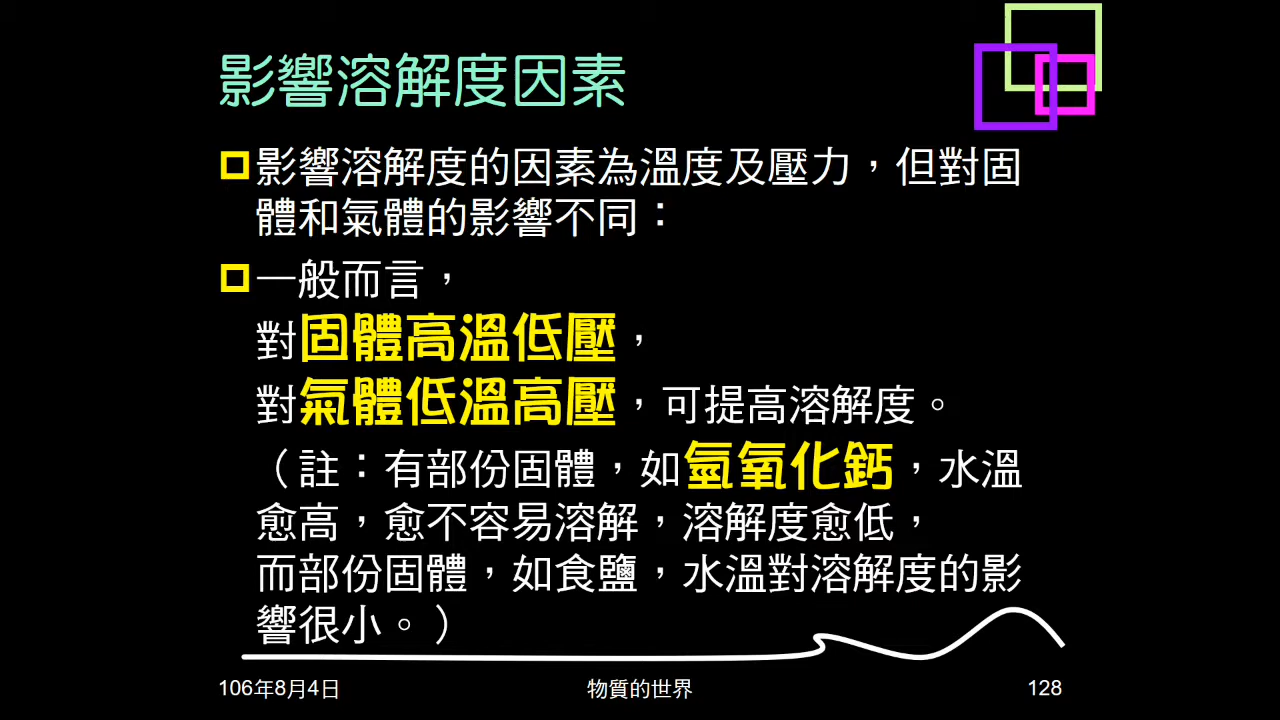 影響溶解度因素
影響溶解度的因素為溫度及壓力，但對固
體和氣體的影響不同：
一般而言，
對固體高溫低壓，
對氣體低溫高壓，可提高溶解度。
（註：有部份固體，如氫氧化鈣，水溫
愈高，愈不容易溶解，溶解度愈低，
而部份固體，如食鹽，水溫對溶解度的影
響很小。）
106年8月4日
物質的世界
128